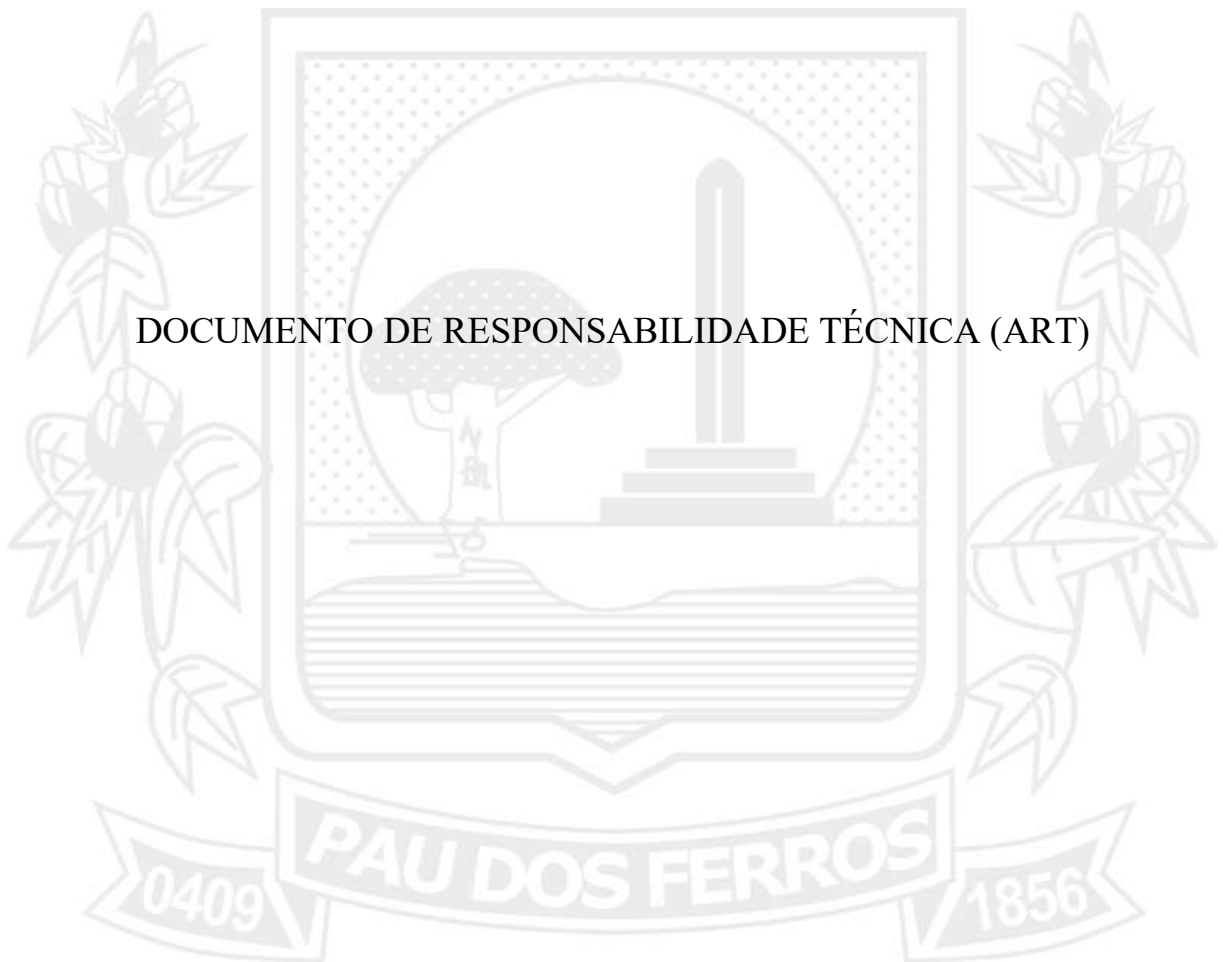 DOCUMENTO DE RESPONSABILIDADE TÉCNICA (ART)
PAU DOS FERROS
0409
1856